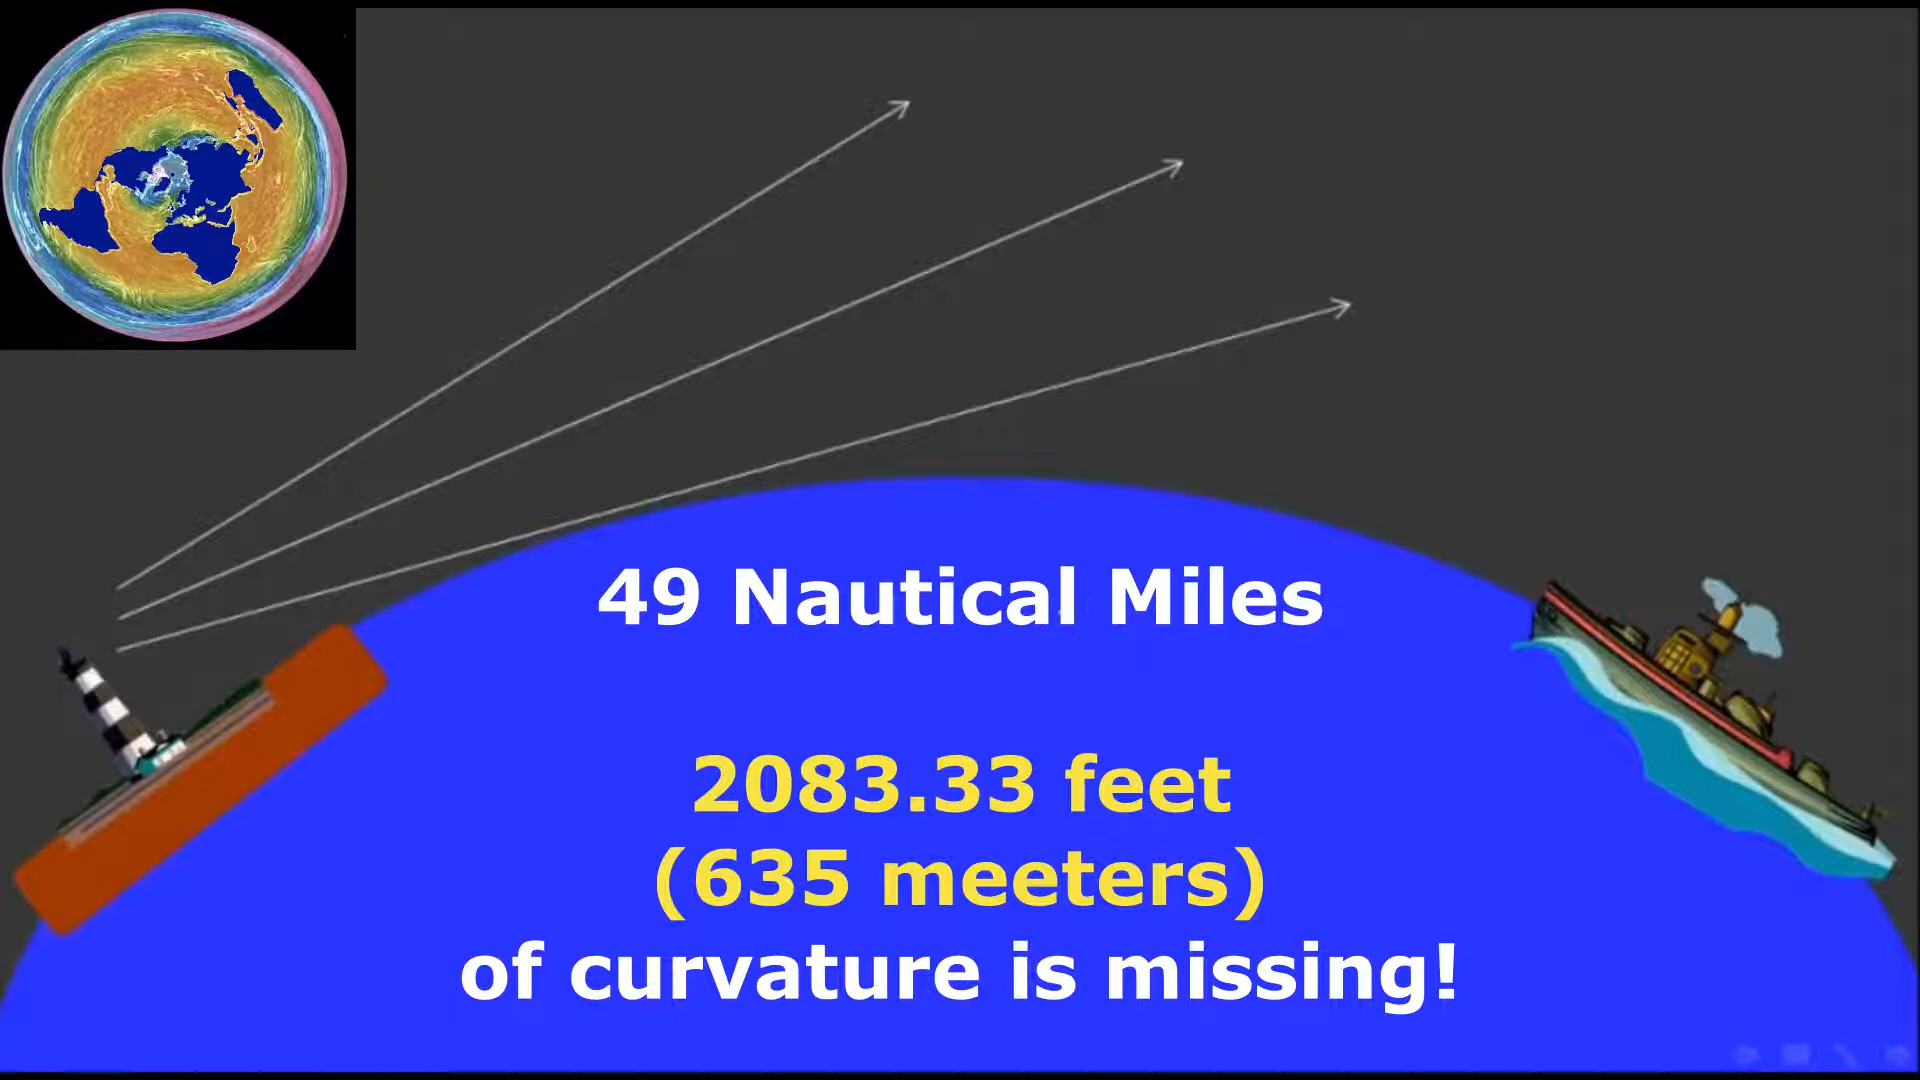 49 Nautical Miles
2083.33 feet
(635 meeters)
of curvature is missing!